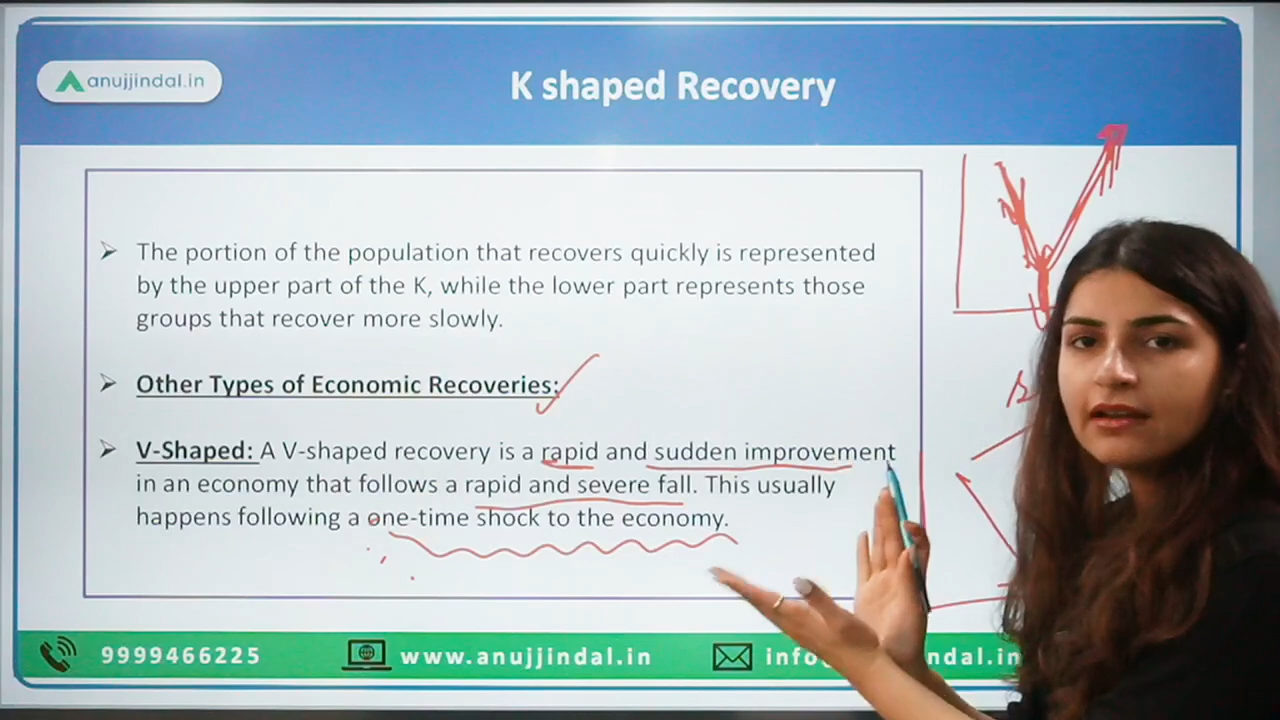 anujjindal.in
K shaped Recovery
The portion of the population that recovers quickly is represented
by the upper part of the K, while the lower part represents those
groups that recover more slowly.
Other Types of Economic Recoveries:
V-Shaped: A V-shaped recovery is a rapid and sudden improvement
in an economy that follows a rapid and severe fall. This usually
happens following a one-time shock to the economy.
9999466225 www.anujjindal.in